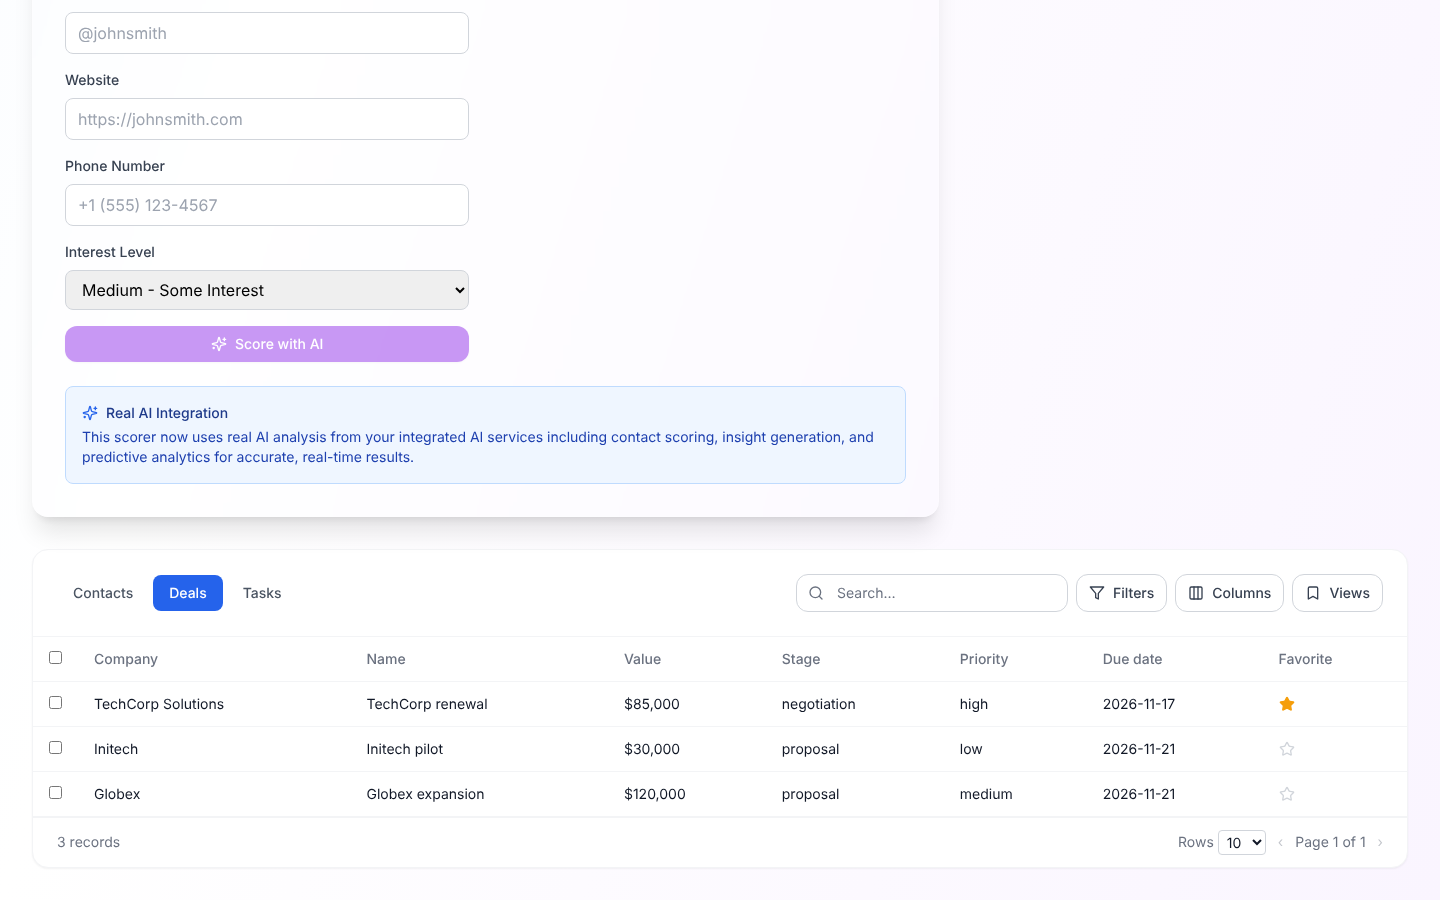 @johnsmith
Website
https://johnsmith.com
Phone Number
+1 (555) 123-4567
Interest Level
Medium - Some Interest
Score with AI
Real AI Integration
This scorer now uses real AI analysis from your integrated AI services including contact scoring, insight generation, and
predictive analytics for accurate, real-time results.
Contacts Deals Tasks Search... Filters Columns Views
Company Name Value Stage Priority Due date Favorite
TechCorp Solutions TechCorp renewal $85,000 negotiation high 2026-11-17
Initech Initech pilot $30,000 proposal low 2026-11-21
Globex Globex expansion $120,000 proposal medium 2026-11-21
3 records Rows 10 ‹ Page 1 of 1 ›